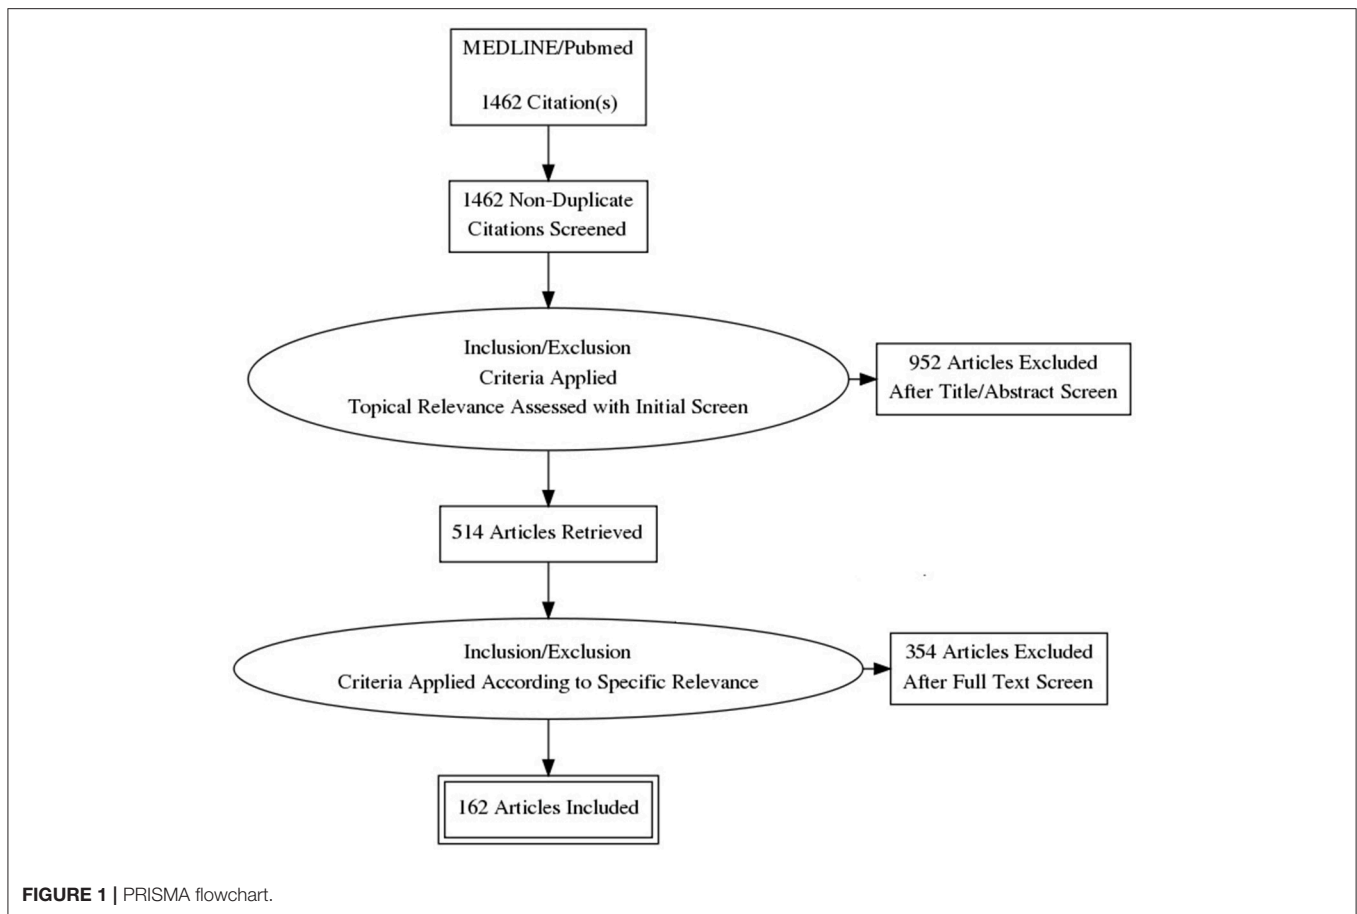 MEDLINE/Pubmed
1462 Citation(s)
1462 Non-Duplicate
Citations Screened
Inclusion/Exclusion
Criteria Applied
Topical Relevance Assessed with Initial Screen
952 Articles Excluded
After Title/Abstract Screen
514 Articles Retrieved
Inclusion/Exclusion
Criteria Applied According to Specific Relevance
354 Articles Excluded
After Full Text Screen
162 Articles Included
FIGURE 1 | PRISMA flowchart.